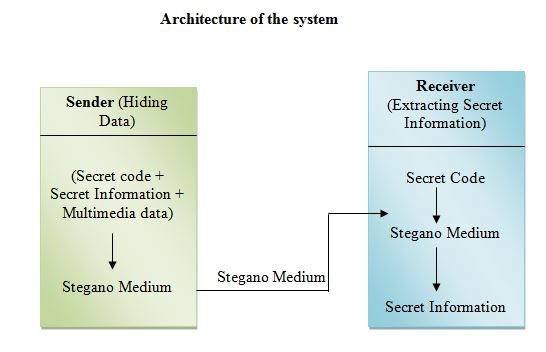 Architecture of the system
Sender (Hiding
Data)
(Secret code +
Secret Information +
Multimedia data)
Stegano Medium
Stegano Medium
Receiver
(Extracting Secret
Information)
Secret Code
Stegano Medium
Secret Information